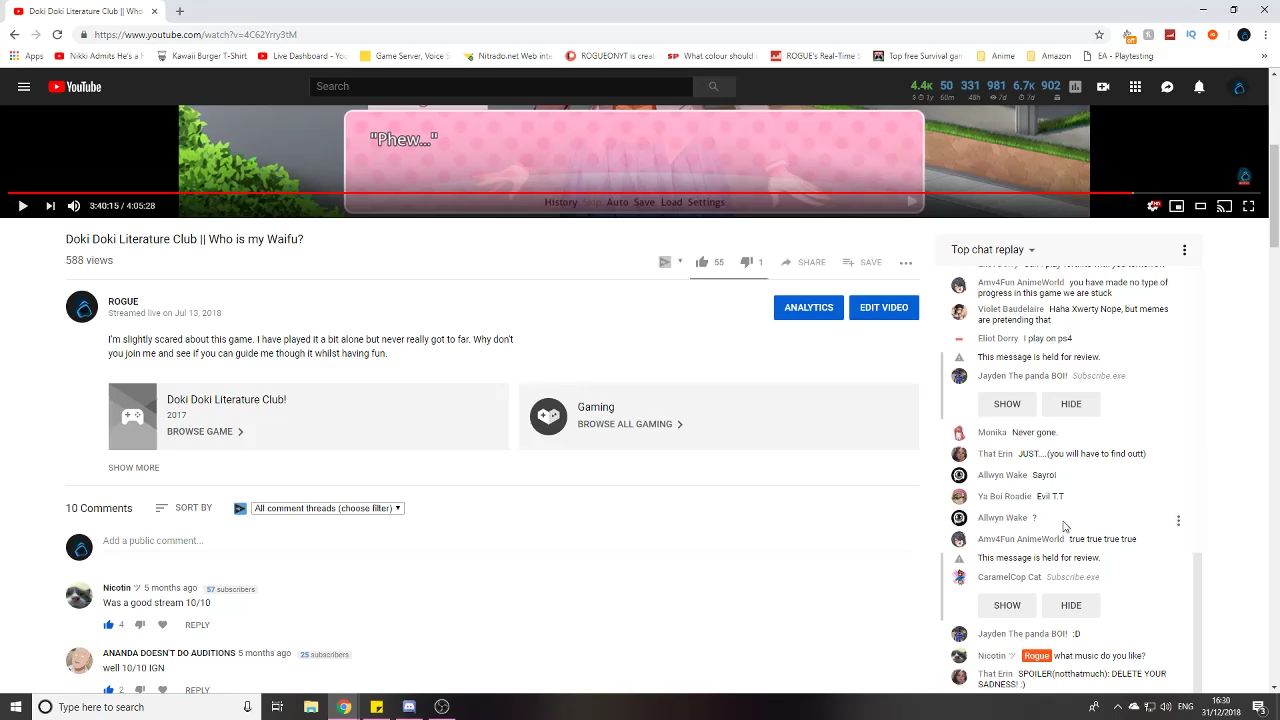 Doki Doki Literature Club || Who
https://www.youtube.com/watch?v=4C62Yrry3tM
Apps
Nikki Admits He's a H
Kawaii Burger T-Shirt
Live Dashboard - You
Game Server, Voice S
Nitrado.net Web inte
ROGUEONYT is creat
SP What colour should
ROGUE's Real-Time S
Top free Survival gam
Anime
Amazon
EA - Playtesting
YouTube
Search
4.4K 50 331 981 6.7K 902
1y 60m 48h 7d 7d
"Phew..."
History Skip Auto Save Load Settings
3:40:15 / 4:05:28
HD
Doki Doki Literature Club || Who is my Waifu?
588 views
55 1 SHARE SAVE
ROGUE
Streamed live on Jul 13, 2018
ANALYTICS
EDIT VIDEO
I'm slightly scared about this game. I have played it a bit alone but never really got to far. Why don't
you join me and see if you can guide me though it whilst having fun.
Doki Doki Literature Club!
2017
BROWSE GAME
Gaming
BROWSE ALL GAMING
SHOW MORE
10 Comments
SORT BY
All comment threads (choose filter)
Add a public comment...
Nicotin ツ 5 months ago 57 subscribers
Was a good stream 10/10
4 REPLY
ANANDA DOESN'T DO AUDITIONS 5 months ago 25 subscribers
well 10/10 IGN
2 REPLY
Top chat replay
Amv4Fun AnimeWorld you have made no type of
progress in this game we are stuck
Violet Baudelaire Haha Xwerty Nope, but memes
are pretending that
Eliot Dorry I play on ps4
This message is held for review.
Jayden The panda BOI! Subscribe.exe
SHOW HIDE
Monika Never gone.
That Erin JUST....(you will have to find outt)
Allwyn Wake Sayroi
Ya Boi Roadie Evil T.T
Allwyn Wake ?
Amv4Fun AnimeWorld true true true true
This message is held for review.
CaramelCop Cat Subscribe.exe
SHOW HIDE
Jayden The panda BOI! :D
Nicotin ツ Rogue what music do you like?
That Erin SPOILER(notthatmuch): DELETE YOUR
SADNESS! :)
Type here to search
ENG
16:30
31/12/2018
3